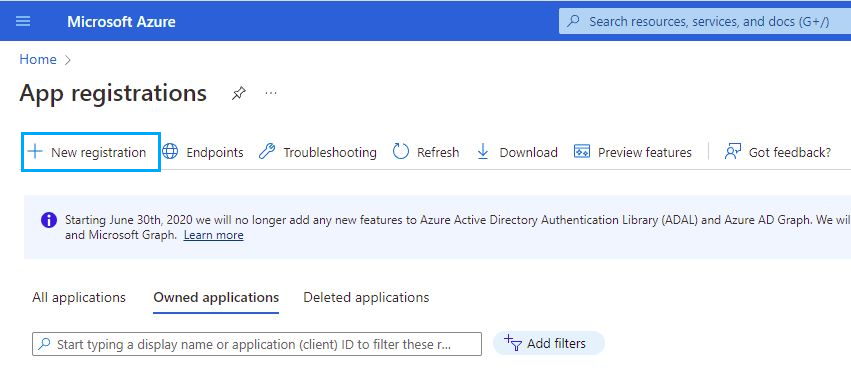 Microsoft Azure
Search resources, services, and docs (G+/)
Home >
App registrations
...
+ New registration Endpoints Troubleshooting Refresh Download Preview features Got feedback?
Starting June 30th, 2020 we will no longer add any new features to Azure Active Directory Authentication Library (ADAL) and Azure AD Graph. We wil
and Microsoft Graph. Learn more
All applications Owned applications Deleted applications
Start typing a display name or application (client) ID to filter these r...
Add filters